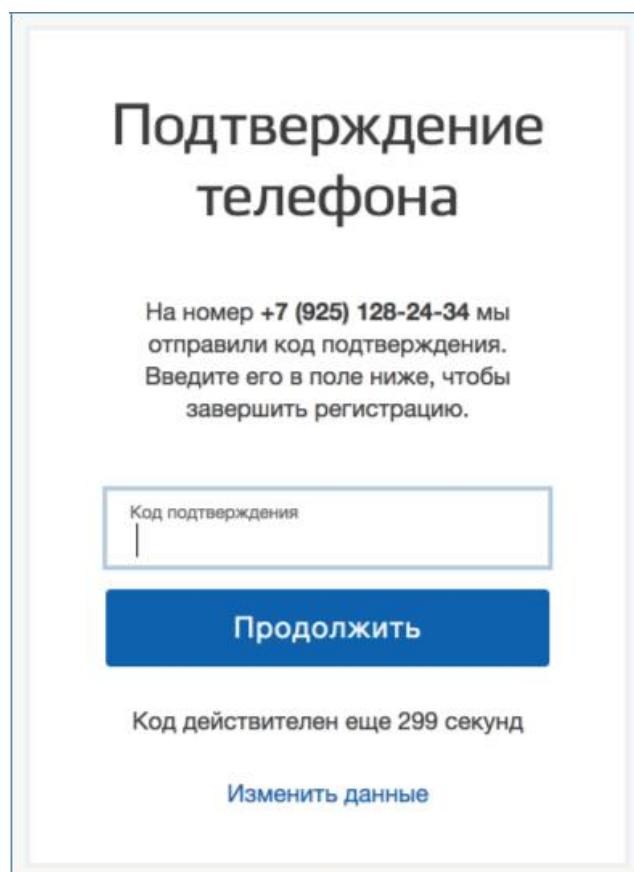 Подтверждение
телефона
На номер +7 (925) 128-24-34 мы
отправили код подтверждения.
Введите его в поле ниже, чтобы
завершить регистрацию.
Код подтверждения
Продолжить
Код действителен еще 299 секунд
Изменить данные